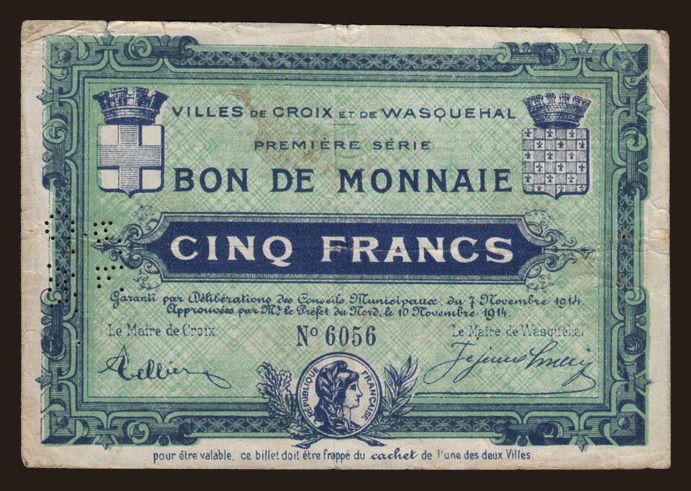 VILLES DE CROIX ET DE WASQUEHAL
PREMIÈRE SÉRIE
BON DE MONNAIE
CINQ FRANCS
Garanti par Délibérations des Conseils Municipaux, du 7 Novembre 1914.
Approuvées par Mr le Préfet du Nord, le 10 Novembre 1914.
Le Maire de Croix
No 6056
Le Maire de Wasquehal
RÉPUBLIQUE FRANÇAISE
pour être valable, ce billet doit être frappé du cachet de l'une des deux Villes.